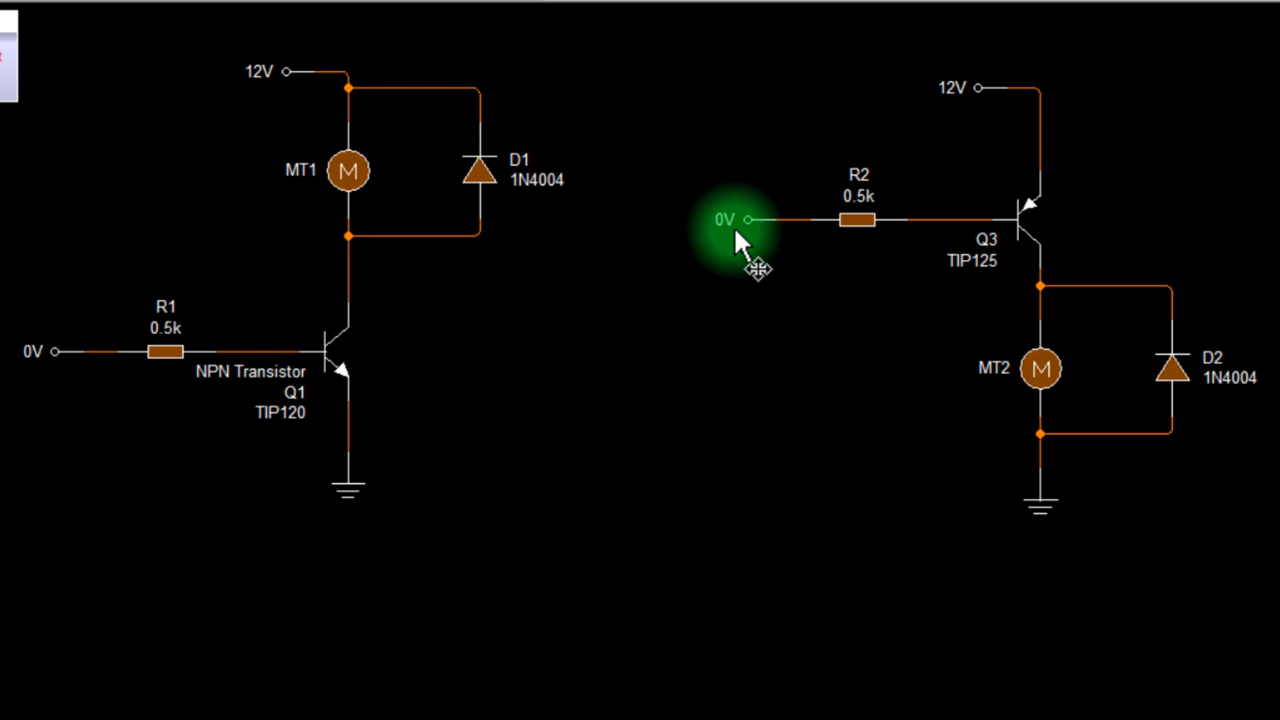 t
12V
MT1
M
D1
1N4004
R1
0.5k
0V
NPN Transistor
Q1
TIP120
12V
R2
0.5k
0V
Q3
TIP125
MT2
M
D2
1N4004